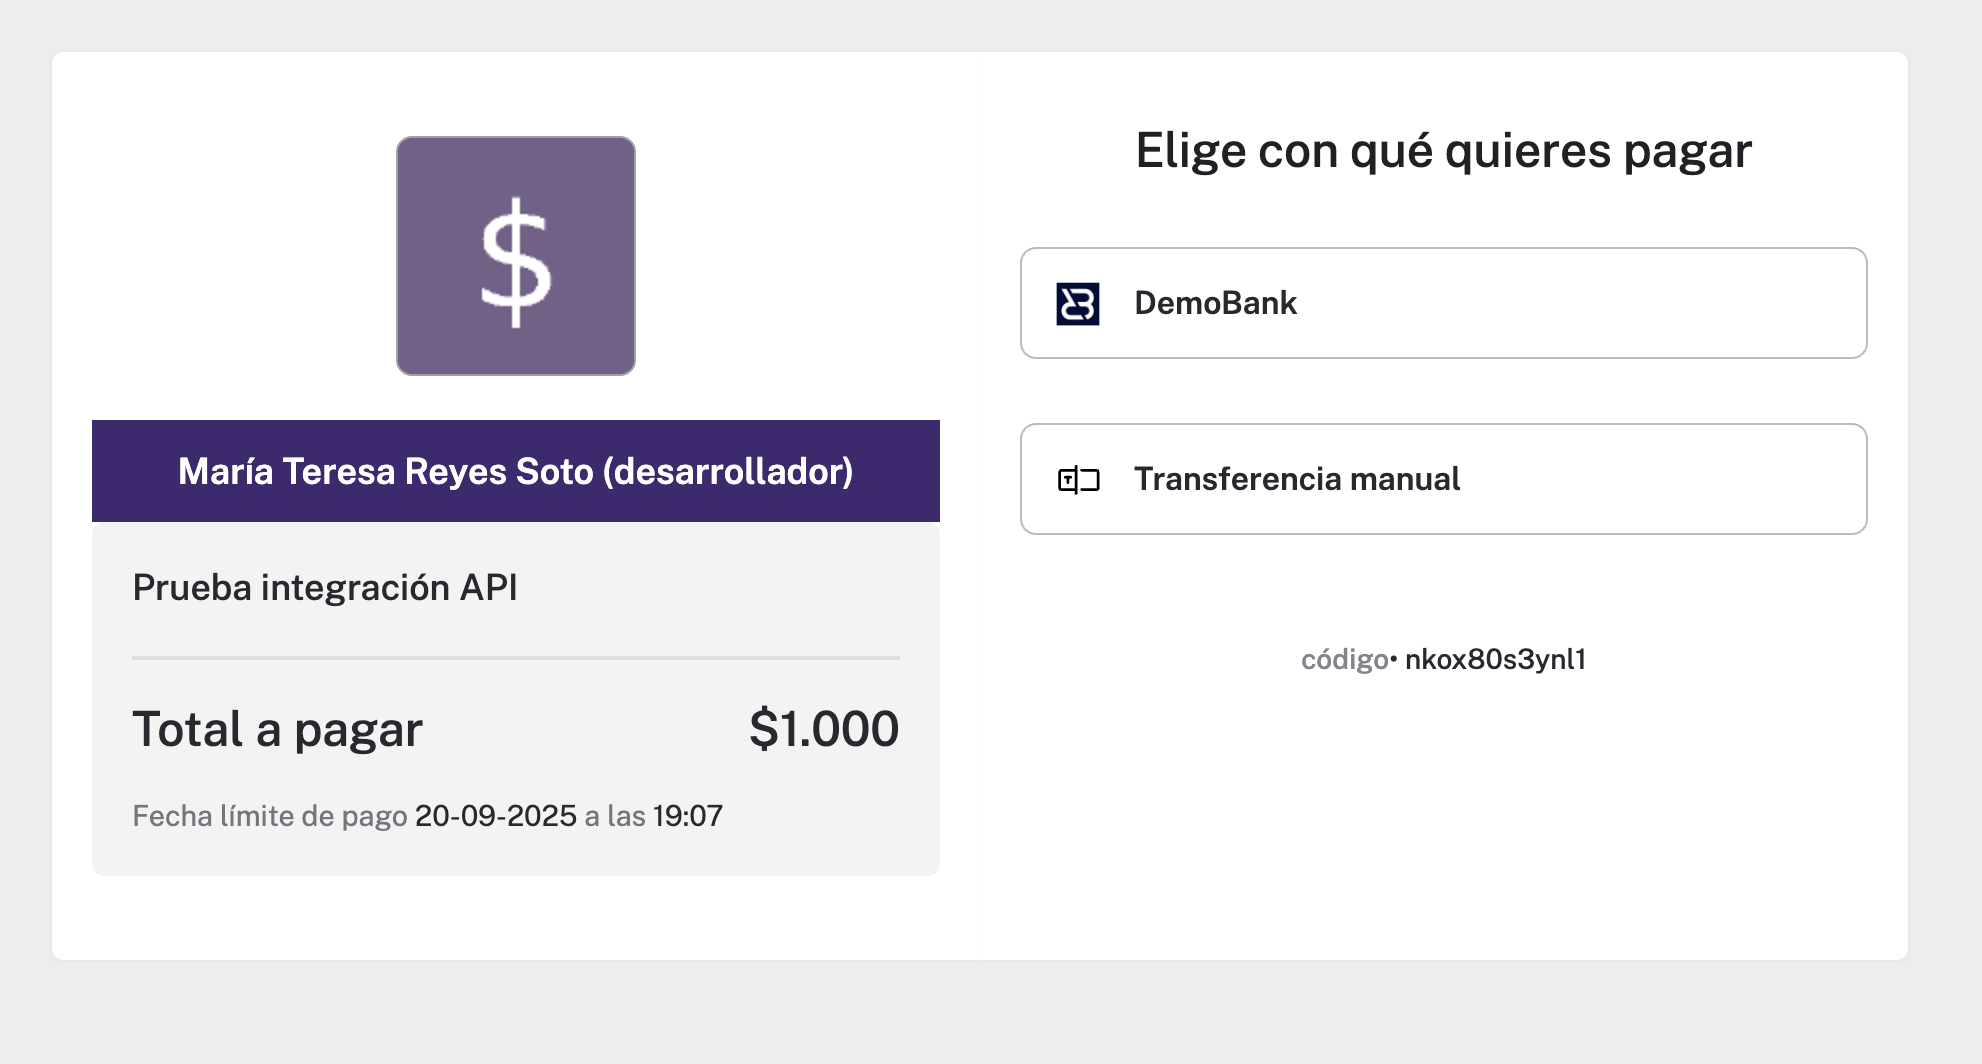 $
María Teresa Reyes Soto (desarrollador)
Prueba integración API
Total a pagar $1.000
Fecha límite de pago 20-09-2025 a las 19:07
Elige con qué quieres pagar
DemoBank
Transferencia manual
código• nkox80s3ynl1